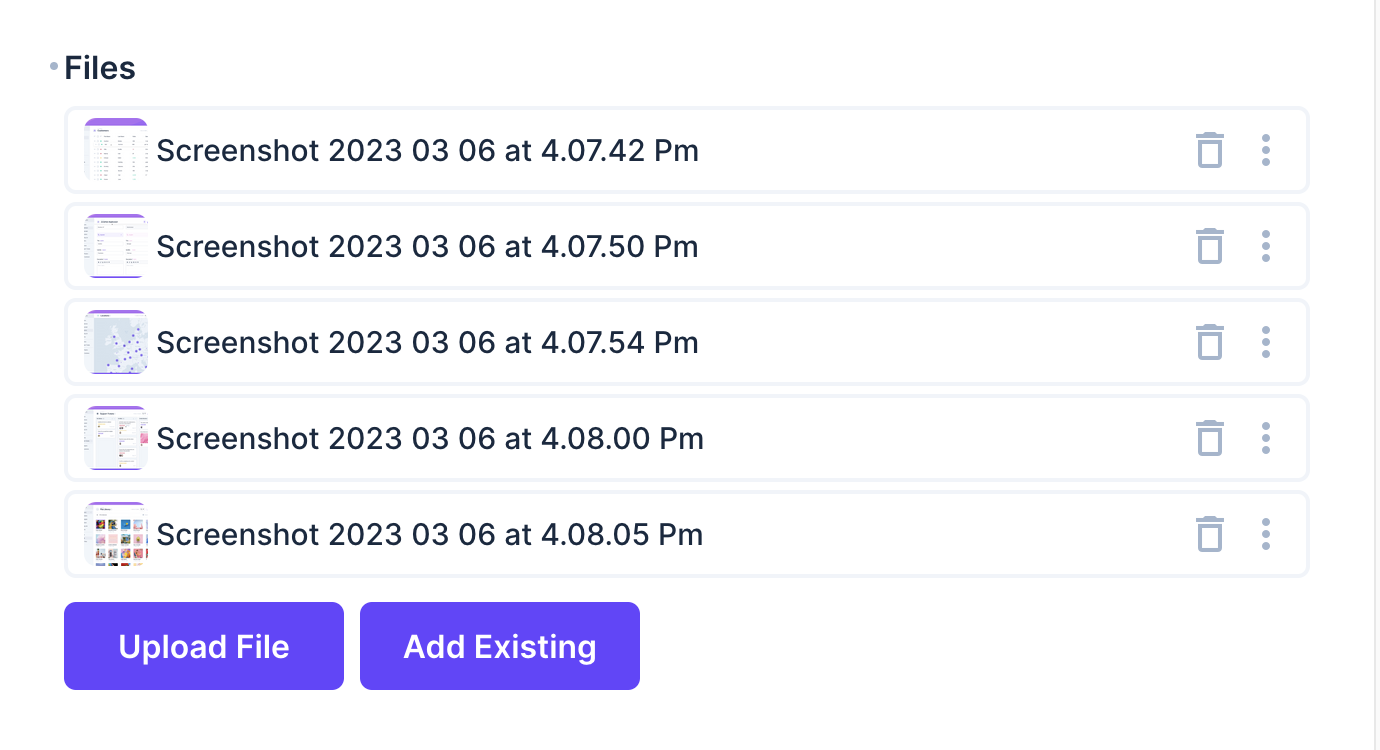 Files
Screenshot 2023 03 06 at 4.07.42 Pm
Screenshot 2023 03 06 at 4.07.50 Pm
Screenshot 2023 03 06 at 4.07.54 Pm
Screenshot 2023 03 06 at 4.08.00 Pm
Screenshot 2023 03 06 at 4.08.05 Pm
Upload File
Add Existing